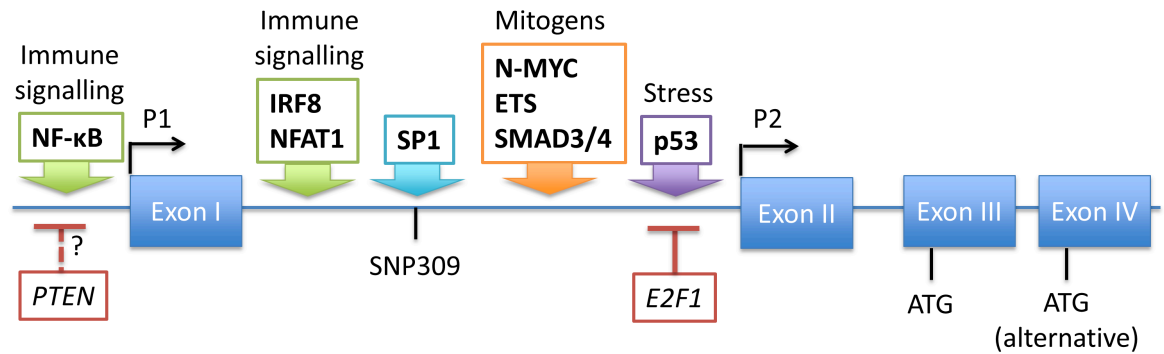 Immune
signalling
NF-κB
P1
Immune
signalling
IRF8
NFAT1
SP1
Mitogens
N-MYC
ETS
SMAD3/4
Stress
p53
P2
Exon I
Exon II
Exon III
Exon IV
?
PTEN
SNP309
E2F1
ATG
ATG
(alternative)